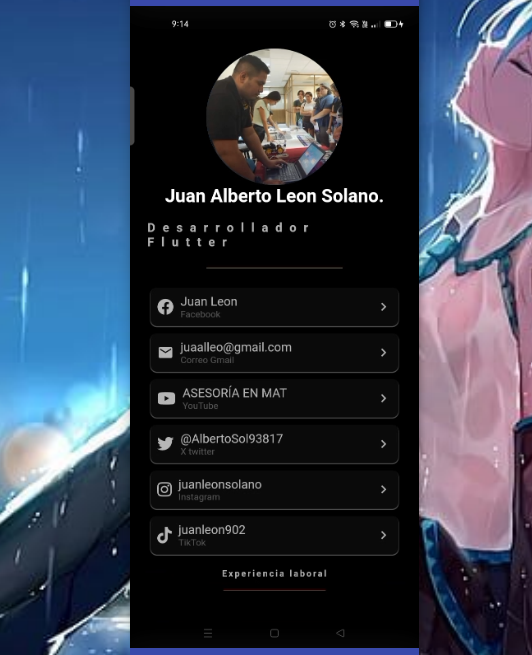 9:14
Juan Alberto Leon Solano.
Desarrollador
Flutter
Juan Leon
Facebook
juaalleo@gmail.com
Correo Gmail
ASESORÍA EN MAT
YouTube
@AlbertoSol93817
X twitter
juanleonsolano
Instagram
juanleon902
TikTok
Experiencia laboral